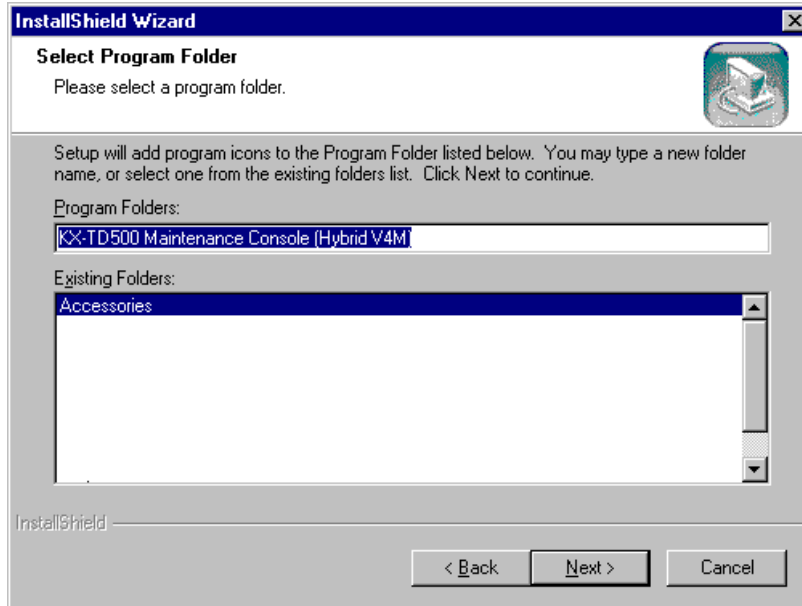 InstallShield Wizard
Select Program Folder
Please select a program folder.
Setup will add program icons to the Program Folder listed below. You may type a new folder
name, or select one from the existing folders list. Click Next to continue.
Program Folders:
KX-TD500 Maintenance Console (Hybrid V4M)
Existing Folders:
Accessories
InstallShield
< Back Next > Cancel